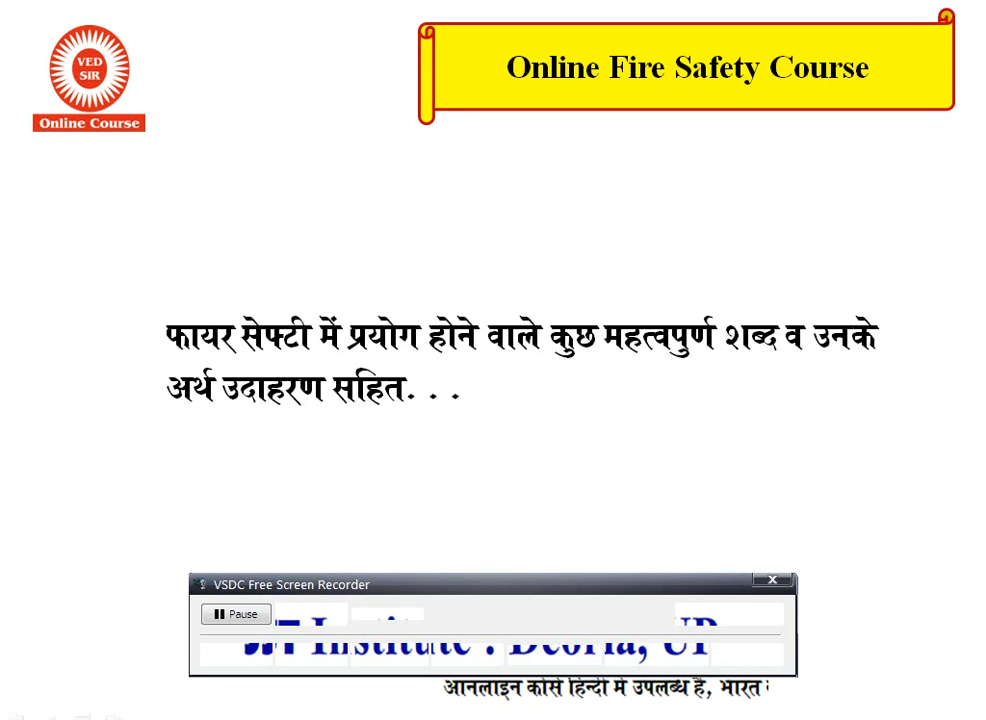 VED
SIR
Online Course
Online Fire Safety Course
फायर सेफ्टी में प्रयोग होने वाले कुछ महत्वपुर्ण शब्द व उनके
अर्थ उदाहरण सहित. . .
VSDC Free Screen Recorder
Pause
Institute : Deoria, UP
आनलाइन कोर्स हिन्दी में उपलब्ध है, भारत